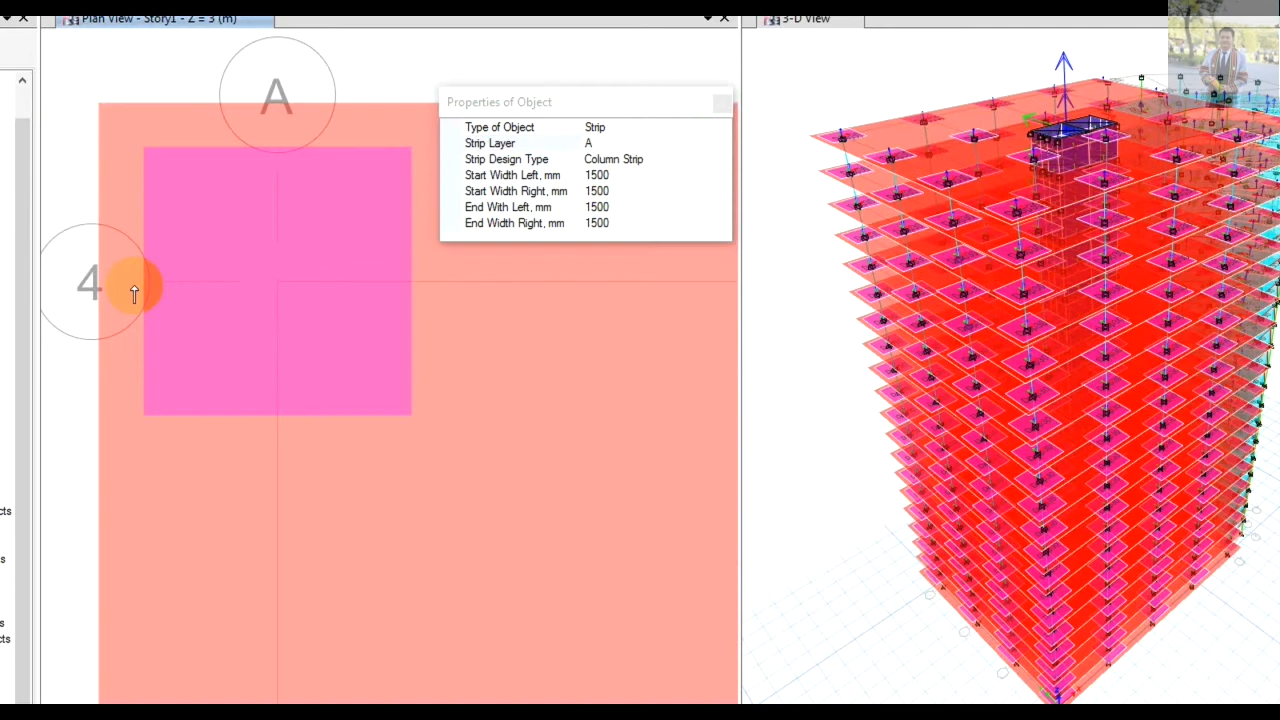 Plan View - Story1 - Z = 3 (m)
3-D View
A
Properties of Object
Type of Object Strip
Strip Layer A
Strip Design Type Column Strip
Start Width Left, mm 1500
Start Width Right, mm 1500
End With Left, mm 1500
End Width Right, mm 1500
4
cts
s
s
cts